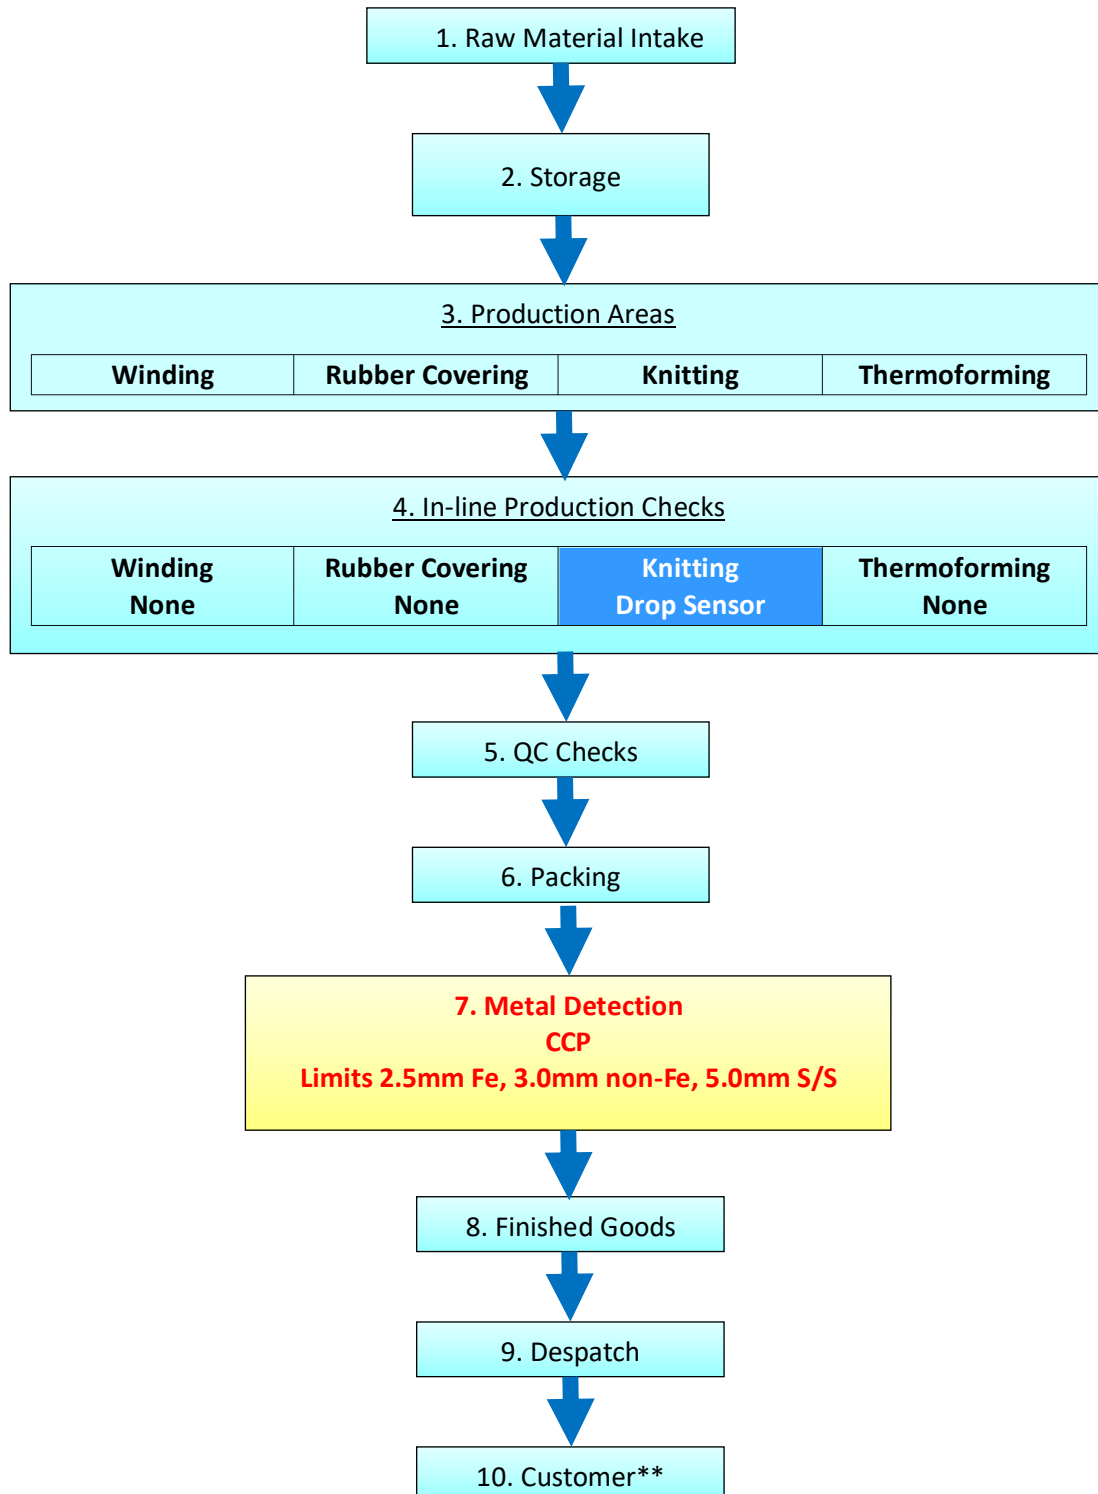 1. Raw Material Intake
2. Storage
3. Production Areas
Winding Rubber Covering Knitting Thermoforming
4. In-line Production Checks
Winding Rubber Covering Knitting Thermoforming
None None Drop Sensor None
5. QC Checks
6. Packing
7. Metal Detection
CCP
Limits 2.5mm Fe, 3.0mm non-Fe, 5.0mm S/S
8. Finished Goods
9. Despatch
10. Customer**